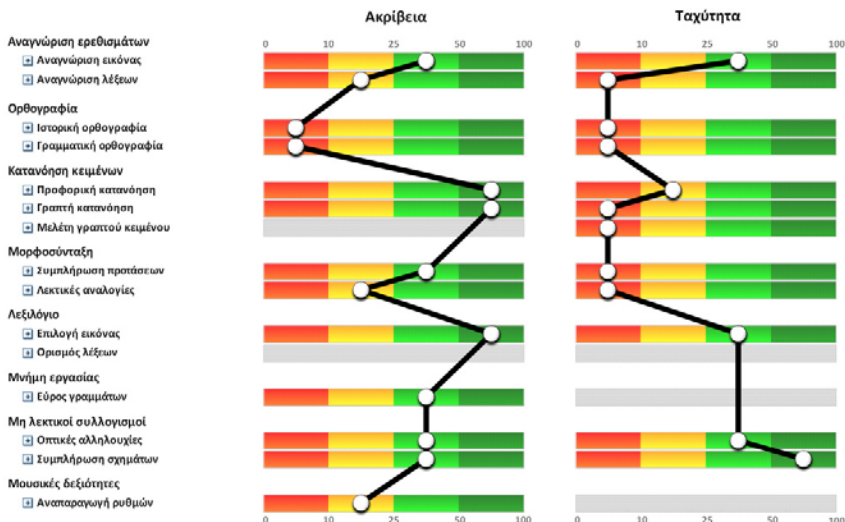 Ακρίβεια Ταχύτητα
0 10 25 50 100 0 10 25 50 100
Αναγνώριση ερεθισμάτων
Αναγνώριση εικόνας
Αναγνώριση λέξεων
Ορθογραφία
Ιστορική ορθογραφία
Γραμματική ορθογραφία
Κατανόηση κειμένων
Προφορική κατανόηση
Γραπτή κατανόηση
Μελέτη γραπτού κειμένου
Μορφοσύνταξη
Συμπλήρωση προτάσεων
Λεκτικές αναλογίες
Λεξιλόγιο
Επιλογή εικόνας
Ορισμός λέξεων
Μνήμη εργασίας
Εύρος γραμμάτων
Μη λεκτικοί συλλογισμοί
Οπτικές αλληλουχίες
Συμπλήρωση σχημάτων
Μουσικές δεξιότητες
Αναπαραγωγή ρυθμών
0 10 25 50 100 0 10 25 50 100